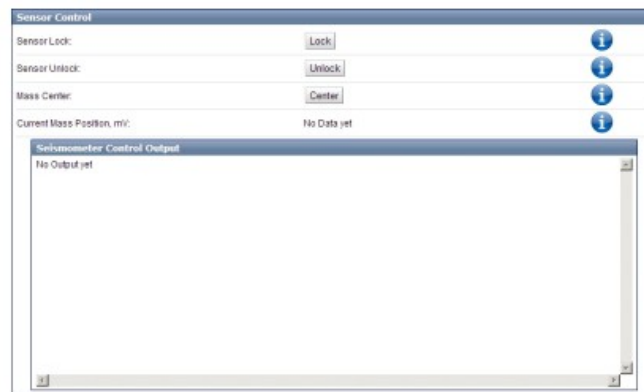 Sensor Control
Sensor Lock: Lock
Sensor Unlock: Unlock
Mass Center: Center
Current Mass Position, mV: No Data yet
Seismometer Control Output
No Output yet